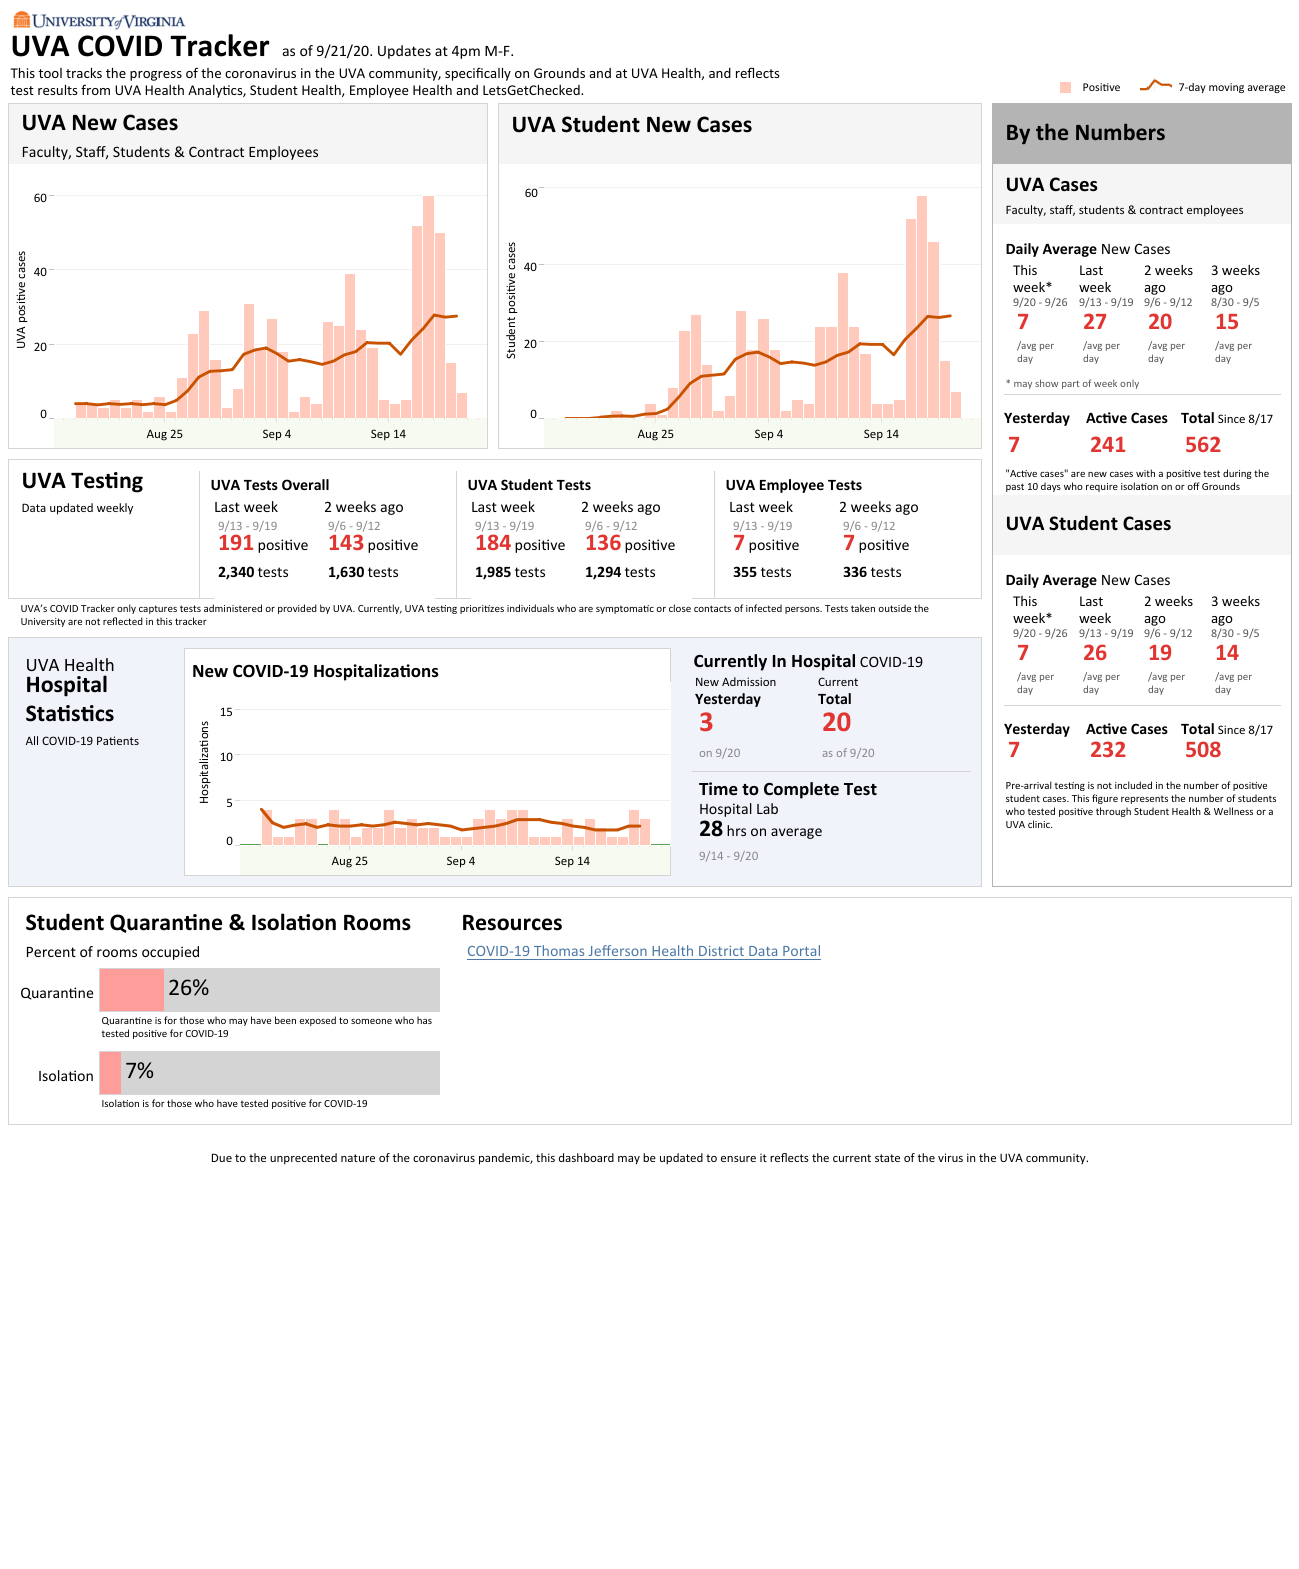 UNIVERSITY of VIRGINIA
UVA COVID Tracker as of 9/21/20. Updates at 4pm M-F.
This tool tracks the progress of the coronavirus in the UVA community, specifically on Grounds and at UVA Health, and reflects
test results from UVA Health Analytics, Student Health, Employee Health and LetsGetChecked.
Positive 7-day moving average
UVA New Cases
Faculty, Staff, Students & Contract Employees
60
40
20
0
UVA positive cases
Aug 25 Sep 4 Sep 14
UVA Student New Cases
60
40
20
0
Student positive cases
Aug 25 Sep 4 Sep 14
By the Numbers
UVA Cases
Faculty, staff, students & contract employees
Daily Average New Cases
This Last 2 weeks 3 weeks
week* week ago ago
9/20 - 9/26 9/13 - 9/19 9/6 - 9/12 8/30 - 9/5
7 27 20 15
/avg per /avg per /avg per /avg per
day day day day
* may show part of week only
Yesterday Active Cases Total Since 8/17
7 241 562
"Active cases" are new cases with a positive test during the
past 10 days who require isolation on or off Grounds
UVA Student Cases
Daily Average New Cases
This Last 2 weeks 3 weeks
week* week ago ago
9/20 - 9/26 9/13 - 9/19 9/6 - 9/12 8/30 - 9/5
7 26 19 14
/avg per /avg per /avg per /avg per
day day day day
Yesterday Active Cases Total Since 8/17
7 232 508
Pre-arrival testing is not included in the number of positive
student cases. This figure represents the number of students
who tested positive through Student Health & Wellness or a
UVA clinic.
UVA Testing
Data updated weekly
UVA Tests Overall
Last week 2 weeks ago
9/13 - 9/19 9/6 - 9/12
191 positive 143 positive
2,340 tests 1,630 tests
UVA Student Tests
Last week 2 weeks ago
9/13 - 9/19 9/6 - 9/12
184 positive 136 positive
1,985 tests 1,294 tests
UVA Employee Tests
Last week 2 weeks ago
9/13 - 9/19 9/6 - 9/12
7 positive 7 positive
355 tests 336 tests
UVA's COVID Tracker only captures tests administered or provided by UVA. Currently, UVA testing prioritizes individuals who are symptomatic or close contacts of infected persons. Tests taken outside the
University are not reflected in this tracker
UVA Health
Hospital
Statistics
All COVID-19 Patients
New COVID-19 Hospitalizations
15
10
5
0
Hospitalizations
Aug 25 Sep 4 Sep 14
Currently In Hospital COVID-19
New Admission Current
Yesterday Total
3 20
on 9/20 as of 9/20
Time to Complete Test
Hospital Lab
28 hrs on average
9/14 - 9/20
Student Quarantine & Isolation Rooms
Percent of rooms occupied
Quarantine 26%
Quarantine is for those who may have been exposed to someone who has
tested positive for COVID-19
Isolation 7%
Isolation is for those who have tested positive for COVID-19
Resources
COVID-19 Thomas Jefferson Health District Data Portal
Due to the unprecented nature of the coronavirus pandemic, this dashboard may be updated to ensure it reflects the current state of the virus in the UVA community.